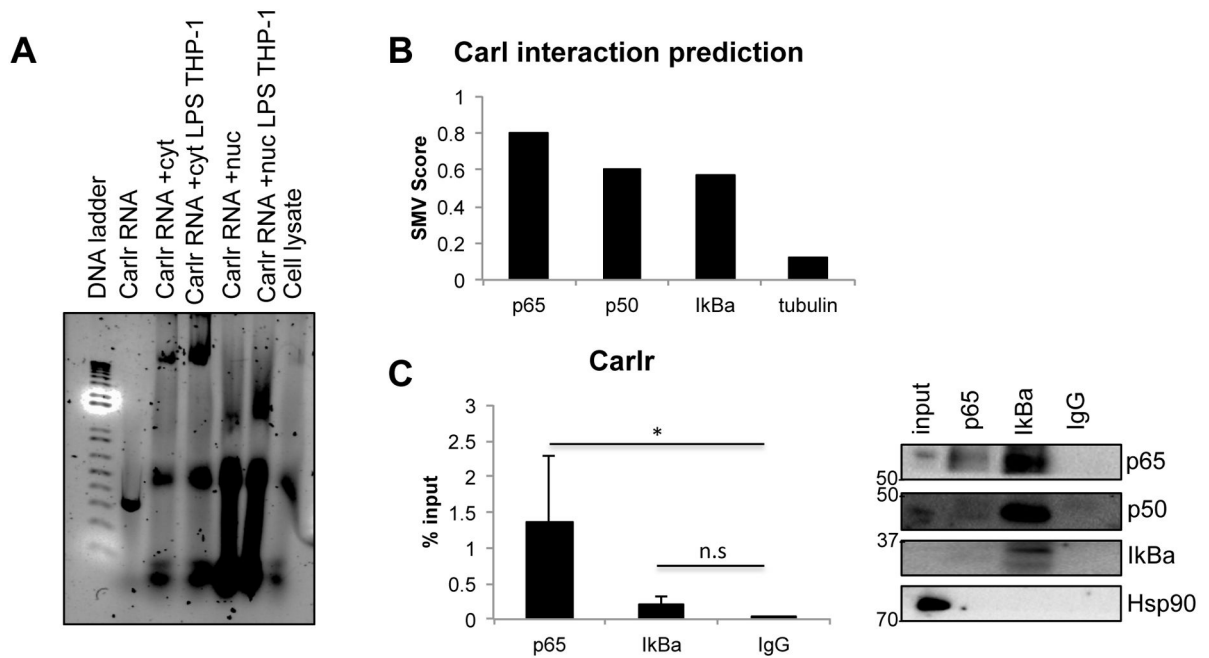 A
DNA ladder
Carlr RNA
Carlr RNA +cyt
Carlr RNA +cyt LPS THP-1
Carlr RNA +nuc
Carlr RNA +nuc LPS THP-1
Cell lysate
B
Carl interaction prediction
SMV Score
1
0.8
0.6
0.4
0.2
0
p65
p50
IkBa
tubulin
C
Carlr
% input
3
2.5
2
1.5
1
0.5
0
*
n.s
p65
IkBa
IgG
input
p65
IkBa
IgG
50
p65
50
p50
37
IkBa
70
Hsp90